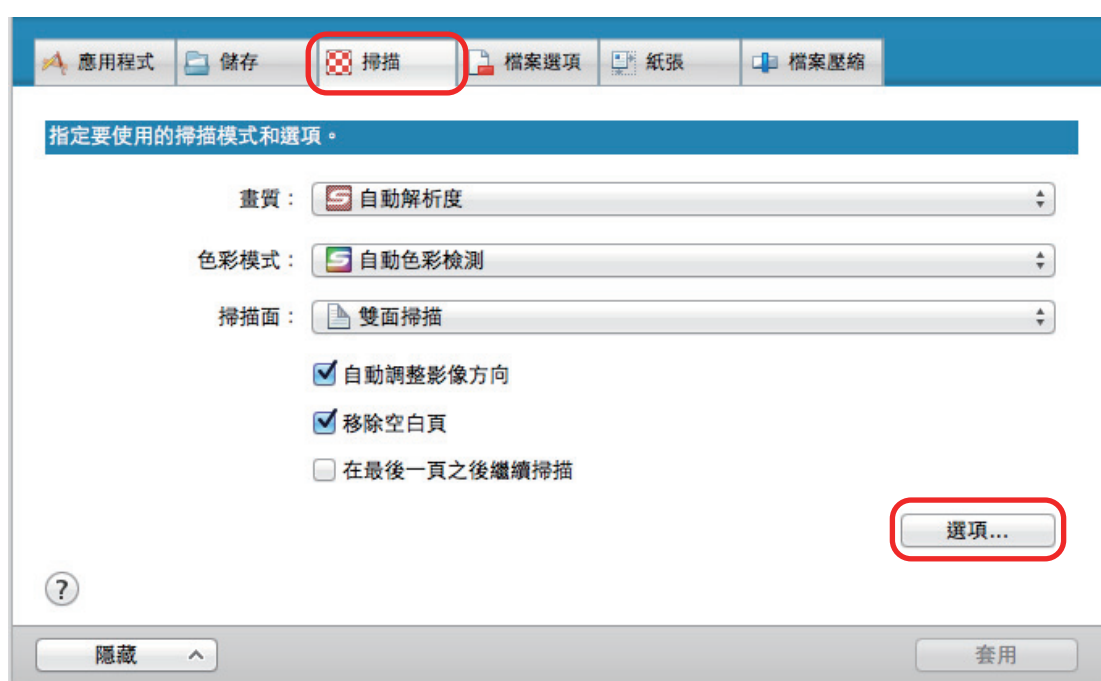 應用程式 儲存 掃描 檔案選項 紙張 檔案壓縮
指定要使用的掃描模式和選項。
畫質： 自動解析度
色彩模式： 自動色彩檢測
掃描面： 雙面掃描
自動調整影像方向
移除空白頁
在最後一頁之後繼續掃描
選項...
?
隱藏
套用